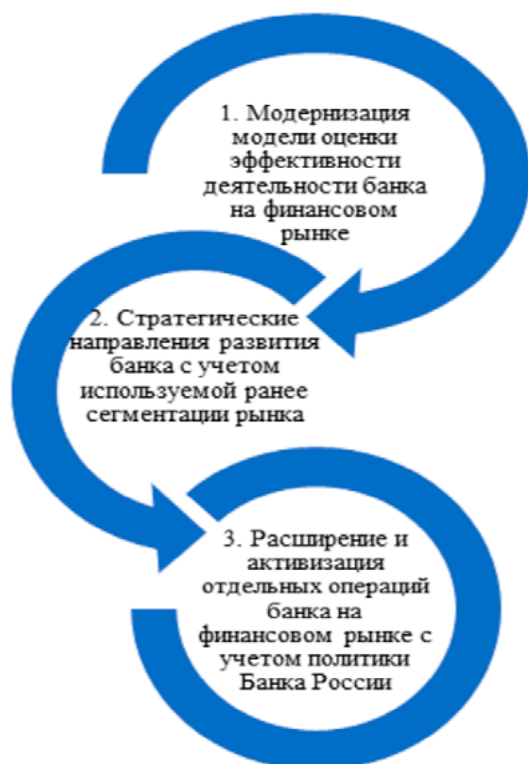 1. Модернизация
модели оценки
эффективности
деятельности банка
на финансовом
рынке
2. Стратегические
направления развития
банка с учетом
используемой ранее
сегментации рынка
3. Расширение и
активизация
отдельных операций
банка на
финансовом рынке с
учетом политики
Банка России